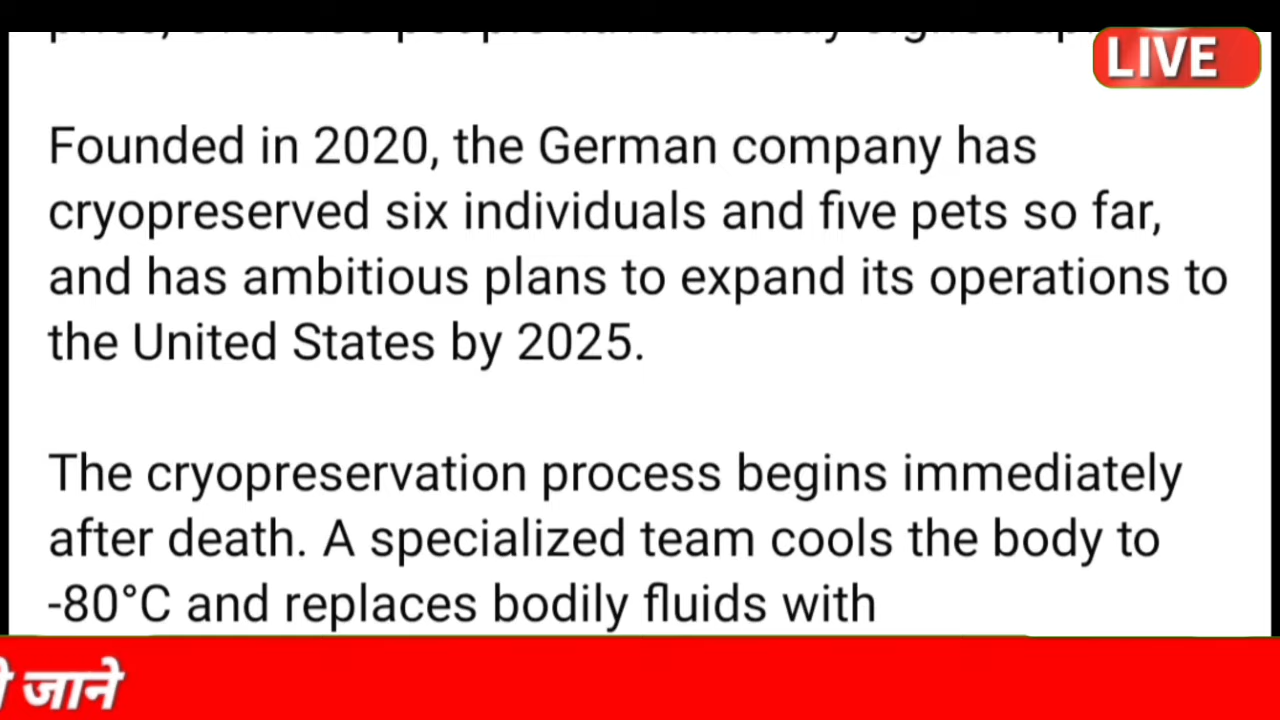 LIVE
Founded in 2020, the German company has
cryopreserved six individuals and five pets so far,
and has ambitious plans to expand its operations to
the United States by 2025.
The cryopreservation process begins immediately
after death. A specialized team cools the body to
-80°C and replaces bodily fluids with
जाने